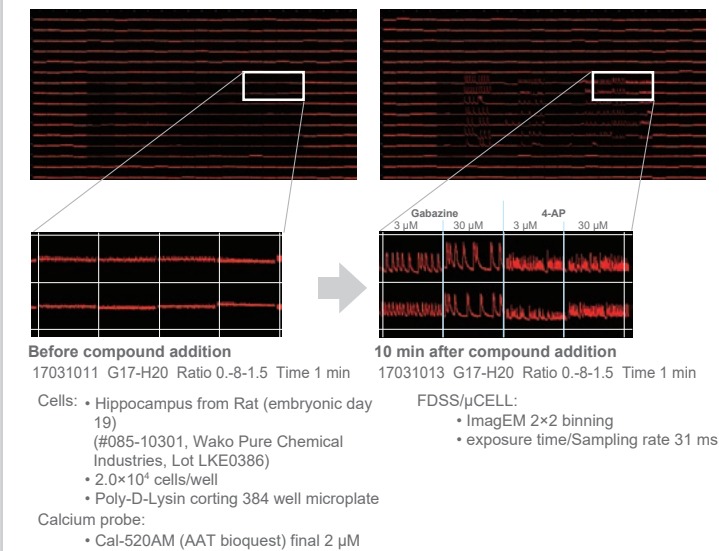 Gabazine 4-AP
3 µM 30 µM 3 µM 30 µM
Before compound addition
17031011 G17-H20 Ratio 0.-8-1.5 Time 1 min
10 min after compound addition
17031013 G17-H20 Ratio 0.-8-1.5 Time 1 min
Cells: • Hippocampus from Rat (embryonic day
19)
(#085-10301, Wako Pure Chemical
Industries, Lot LKE0386)
• 2.0×10⁴ cells/well
• Poly-D-Lysin corting 384 well microplate
Calcium probe:
• Cal-520AM (AAT bioquest) final 2 µM
FDSS/µCELL:
• ImagEM 2×2 binning
• exposure time/Sampling rate 31 ms